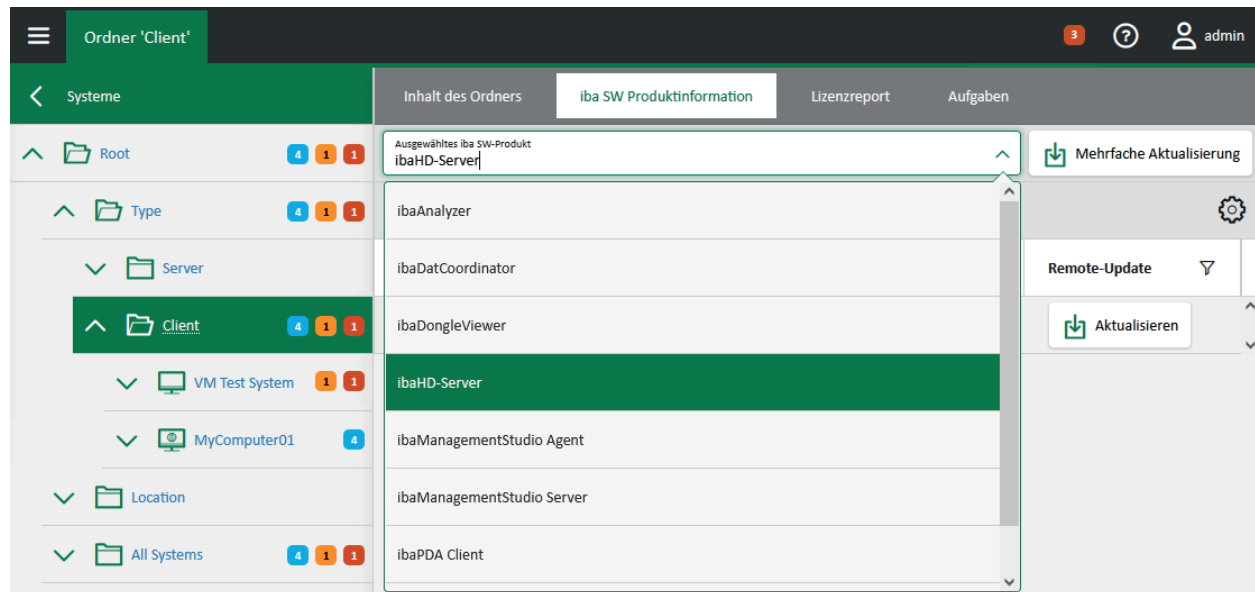 Ordner 'Client'
3
?
admin
Systeme
Inhalt des Ordners
iba SW Produktinformation
Lizenzreport
Aufgaben
Root
4 1 1
Ausgewähltes iba SW-Produkt
ibaHD-Server
Mehrfache Aktualisierung
Type
4 1 1
ibaAnalyzer
Server
ibaDatCoordinator
Remote-Update
Client
4 1 1
ibaDongleViewer
Aktualisieren
VM Test System
1 1
ibaHD-Server
MyComputer01
4
ibaManagementStudio Agent
Location
ibaManagementStudio Server
All Systems
4 1 1
ibaPDA Client